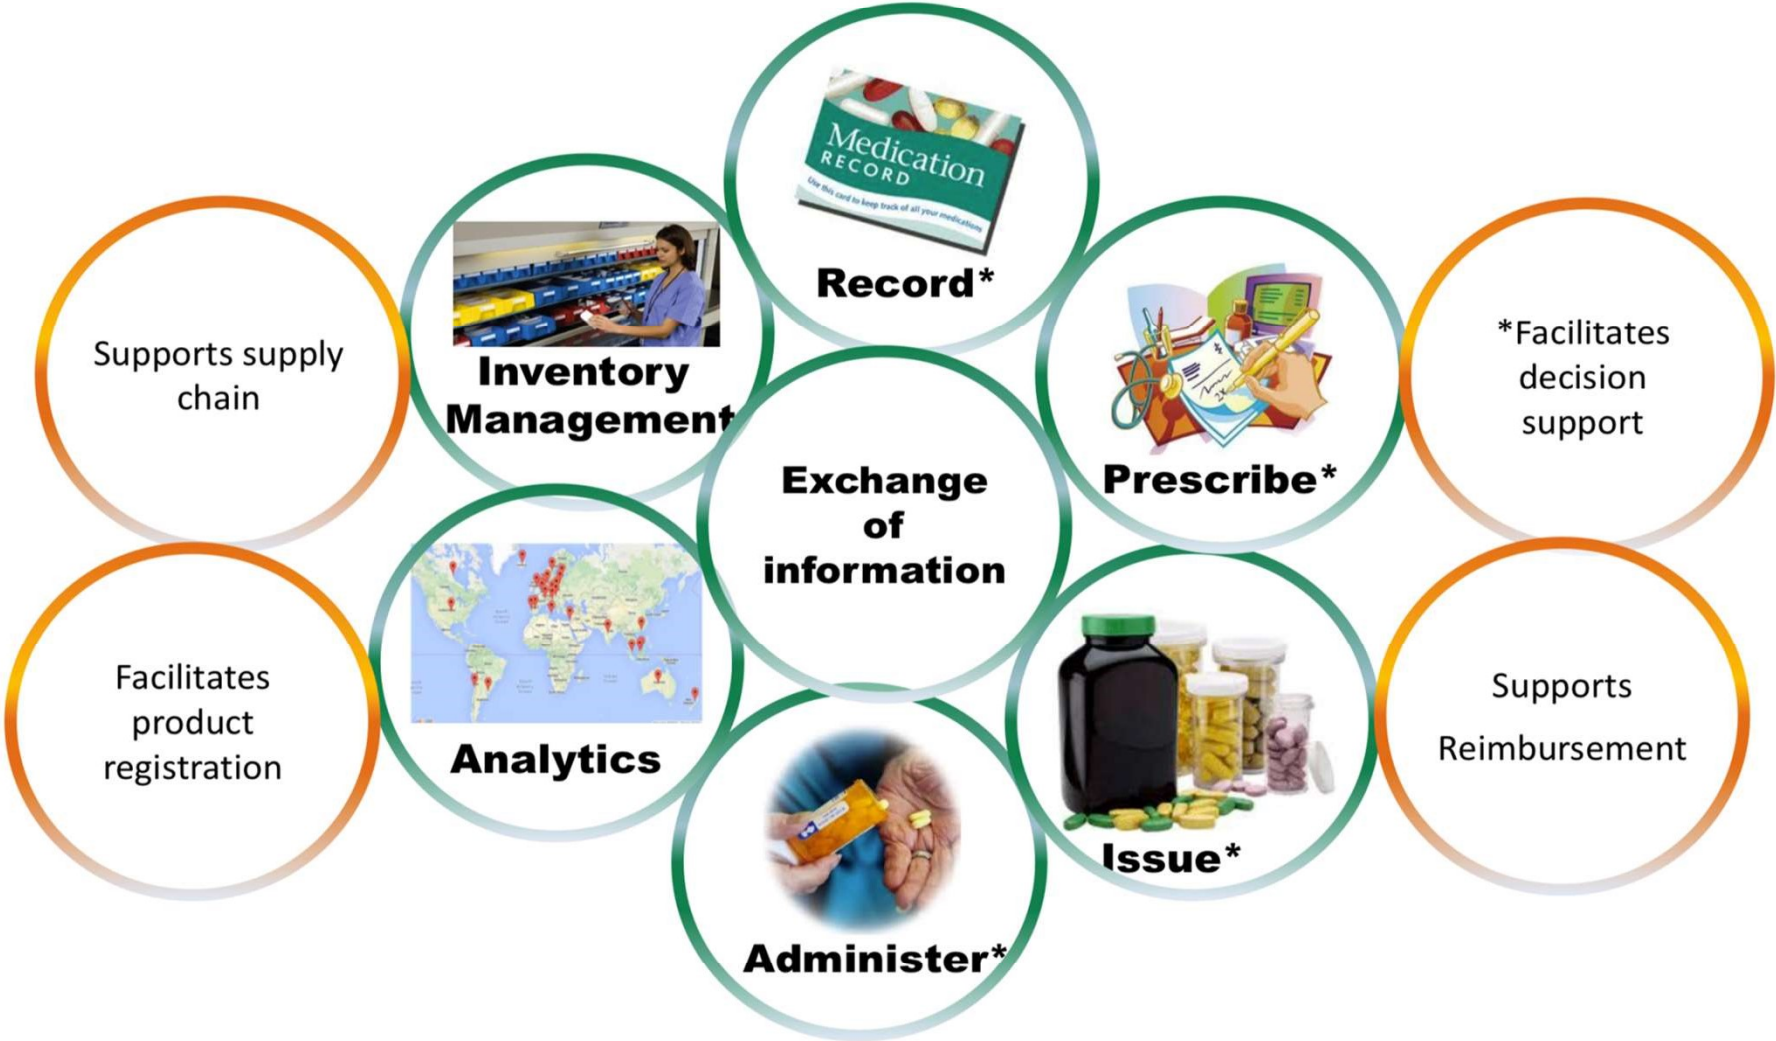 Medication
RECORD
Use this card to keep track of all your medications
Record*
Inventory
Management
Supports supply
chain
Prescribe*
*Facilitates
decision
support
Exchange
of
information
Analytics
Facilitates
product
registration
Issue*
Supports
Reimbursement
Administer*